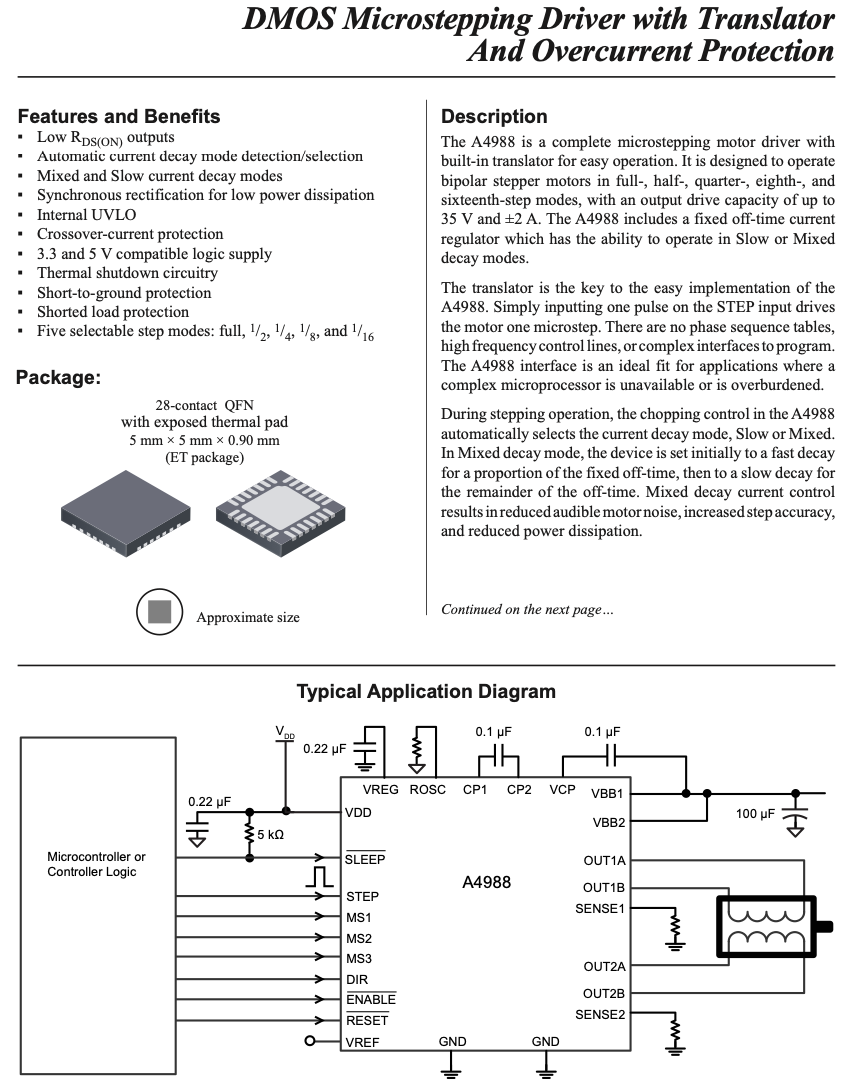 DMOS Microstepping Driver with Translator
And Overcurrent Protection
Features and Benefits
▪ Low RDS(ON) outputs
▪ Automatic current decay mode detection/selection
▪ Mixed and Slow current decay modes
▪ Synchronous rectification for low power dissipation
▪ Internal UVLO
▪ Crossover-current protection
▪ 3.3 and 5 V compatible logic supply
▪ Thermal shutdown circuitry
▪ Short-to-ground protection
▪ Shorted load protection
▪ Five selectable step modes: full, 1/2, 1/4, 1/8, and 1/16
Package:
28-contact QFN
with exposed thermal pad
5 mm × 5 mm × 0.90 mm
(ET package)
Approximate size
Description
The A4988 is a complete microstepping motor driver with
built-in translator for easy operation. It is designed to operate
bipolar stepper motors in full-, half-, quarter-, eighth-, and
sixteenth-step modes, with an output drive capacity of up to
35 V and ±2 A. The A4988 includes a fixed off-time current
regulator which has the ability to operate in Slow or Mixed
decay modes.
The translator is the key to the easy implementation of the
A4988. Simply inputting one pulse on the STEP input drives
the motor one microstep. There are no phase sequence tables,
high frequency control lines, or complex interfaces to program.
The A4988 interface is an ideal fit for applications where a
complex microprocessor is unavailable or is overburdened.
During stepping operation, the chopping control in the A4988
automatically selects the current decay mode, Slow or Mixed.
In Mixed decay mode, the device is set initially to a fast decay
for a proportion of the fixed off-time, then to a slow decay for
the remainder of the off-time. Mixed decay current control
results in reduced audible motor noise, increased step accuracy,
and reduced power dissipation.
Continued on the next page…
Typical Application Diagram
VDD
0.22 µF
0.1 µF
0.1 µF
VREG
ROSC
CP1
CP2
VCP
VBB1
0.22 µF
VDD
100 µF
VBB2
5 kΩ
Microcontroller or
Controller Logic
SLEEP
OUT1A
A4988
OUT1B
STEP
SENSE1
MS1
MS2
MS3
OUT2A
DIR
OUT2B
ENABLE
SENSE2
RESET
VREF
GND
GND